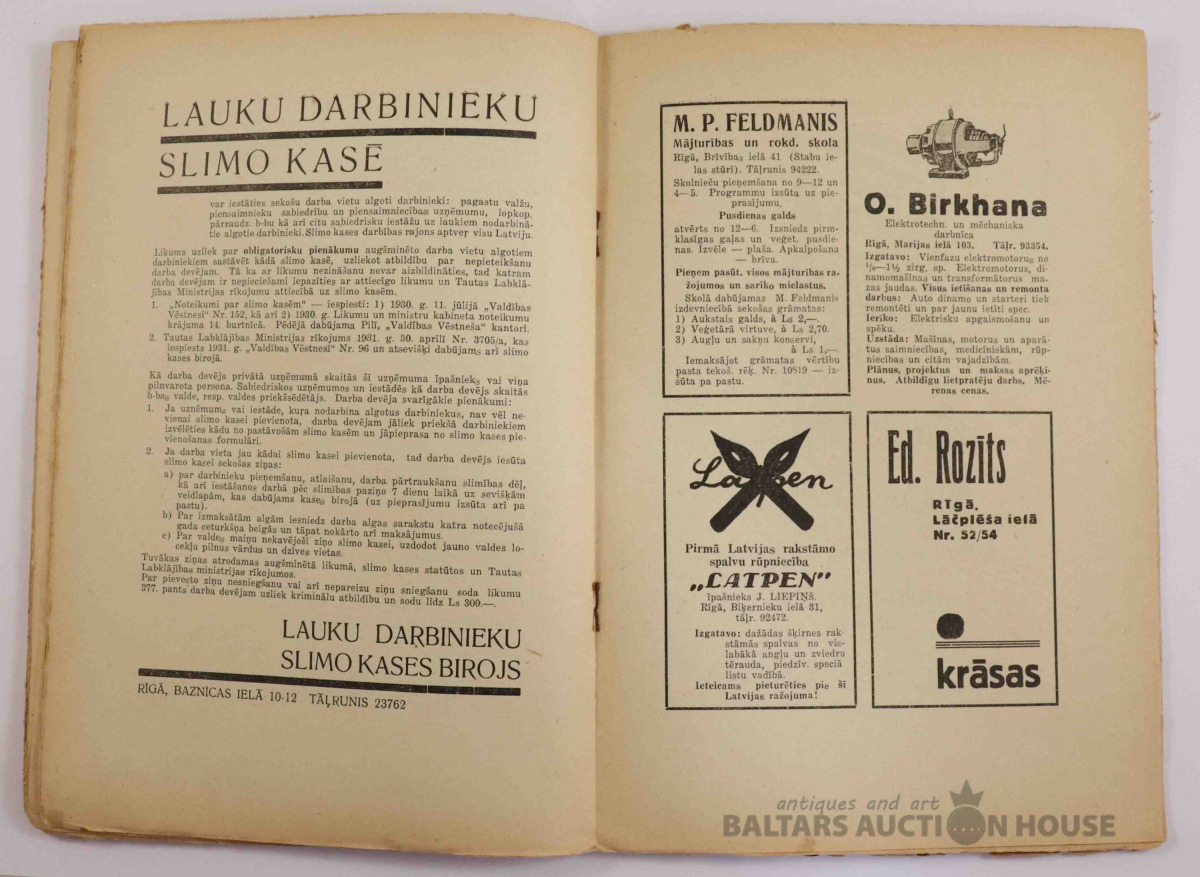 LAUKU DARBINIEKU
SLIMO KASĒ
var iestāties sekošu darba vietu algoti darbinieki: pagastu valžu,
piensaimnieku sabiedrību un piensaimniecības uzņēmumu, lopkop.
pārraudz. b-bu kā arī citu sabiedrisku iestāžu uz laukiem nodarbinā-
tie algotie darbinieki. Slimo kases darbības rajons aptveŗ visu Latviju.
Likums uzliek par obligatorisku pienākumu augšminēto darba vietu algotiem
darbiniekiem sastāvēt kādā slimo kasē, uzliekot atbildību par nepieteikšanu
darba devējam. Tā ka ar likumu nezināšanu nevar aizbildināties, tad katram
darba devējam ir nepieciešami iepazīties ar attiecīgo likumu un Tautas Labklā-
jības Ministrijas rīkojumu attiecībā uz slimo kasēm.
1. „Noteikumi par slimo kasēm" — iespiesti: 1) 1930. g. 11. jūlijā „Valdības
Vēstnesī" Nr. 152, kā arī 2) 1930. g. Likumu un ministru kabineta noteikumu
krājuma 14. burtnīcā. Pēdējā dabūjama Pilī, „Valdības Vēstneša" kantorī.
2. Tautas Labklājības Ministrijas rīkojums 1931. g. 30. aprīlī Nr. 3705/a, kas
iespiests 1931. g. „Valdības Vēstnesī" Nr. 96 un atsevišķi dabūjams arī slimo
kases birojā.
Kā darba devējs privātā uzņēmumā skaitās šī uzņēmuma īpašnieks vai viņa
pilnvarota persona. Sabiedriskos uzņēmumos un iestādēs kā darba devējs skaitās
b-bas valde, resp. valdes priekšsēdētājs. Darba devēja svarīgākie pienākumi:
1. Ja uzņēmums vai iestāde, kuŗa nodarbina algotus darbiniekus, nav vēl ne-
vienai slimo kasei pievienota, darba devējam jāliek priekšā darbiniekiem
izvēlēties kādu no pastāvošām slimo kasēm un jāpieprasa no slimo kases pie-
vienošanas formulāri.
2. Ja darba vieta jau kādai slimo kasei pievienota, tad darba devējs iesūta
slimo kasei sekošas ziņas:
a) par darbinieku pieņemšanu, atlaišanu, darba pārtraukšanu slimības dēļ,
kā arī iestāšanos darbā pēc slimības paziņo 7 dienu laikā uz sevišķām
veidlapām, kas dabūjams kases birojā (uz pieprasījumu izsūta arī pa
pastu).
b) Par izmaksātām algām iesniedz darba algas sarakstu katra notecējušā
gada ceturkšņa beigās un tāpat nokārto arī maksājumus.
c) Par valdes maiņu nekavējoši ziņo slimo kasei, uzdodot jauno valdes lo-
cekļu pilnus vārdus un dzīves vietas.
Tuvākas ziņas atrodamas augšminētā likumā, slimo kases statūtos un Tautas
Labklājības ministrijas rīkojumos.
Par pievesto ziņu nesniegšanu vai arī nepareizu ziņu sniegšanu soda likumu
377. pants darba devējam uzliek kriminālu atbildību un sodu līdz Ls 300.—.
LAUKU DAŖBINIEKU
SLIMO KASES BIROJS
RĪGĀ, BAZNICAS IELĀ 10-12 TĀĻRUNIS 23762
M. P. FELDMANIS
Mājturības un rokd. skola
Rīgā, Brīvības ielā 41 (Stabu ie-
las stūrī). Tāļrunis 94222.
Skolnieču pieņemšana no 9—12 un
4—5. Programmu izsūta uz pie-
prasījumu.
Pusdienas galds
atvērts no 12—6. Izsniedz pirm-
klasīgas gaļas un veģet. pusdie-
nas. Izvēle — plaša. Apkalpošana
— brīva.
Pieņem pasūt. visos mājturības ra-
žojumos un sarīko mielastus.
Skolā dabūjamas M. Feldmanis
izdevniecībā sekošas grāmatas:
1) Aukstais galds, à Ls 2,—.
2) Veģetārā virtuve, à Ls 2,70.
3) Augļu un sakņu konservi,
à Ls 1,—.
Iemaksājot grāmatas vērtību
pasta tekoš. rēķ. Nr. 10819 — iz-
sūta pa pastu.
O. Birkhana
Elektrotechn. un mēchaniska
darbnīca
Rīgā, Marijas ielā 103. Tāļr. 93354.
Izgatavo: Vienfazu elektromotorus no
1/8—1½ zirg. sp. Elektromotorus, di-
namomašīnas un transformātorus ma-
zas jaudas. Visus ietīšanas un remonta
darbus: Auto dinamo un starteri tiek
remontēti un par jaunu ietīti spec.
Ieriko: Elektrisku apgaismošanu un
spēku.
Uzstāda: Mašīnas, motorus un aparā-
tus saimniecības, medicīniskām, rūp-
niecības un citām vajadzībām.
Plānus, projektus un maksas aprēķi-
nus. Atbildīgu lietpratēju darbs. Mē-
renas cenas.
Latpen
Pirmā Latvijas rakstāmo
spalvu rūpniecība
„LATPEN"
īpašnieks J. LIEPIŅŠ.
Rīgā, Biķernieku ielā 81,
tāļr. 92472.
Izgatavo: dažādas šķirnes rak-
stāmās spalvas no vis-
labākā angļu un zviedru
tērauda, piedzīv. speciā
listu vadībā.
Ieteicams pieturēties pie šī
Latvijas ražojuma!
Ed. Rozīts
Rīgā,
Lāčplēša ielā
Nr. 52/54
krāsas
antiques and art
BALTARS AUCTION HOUSE